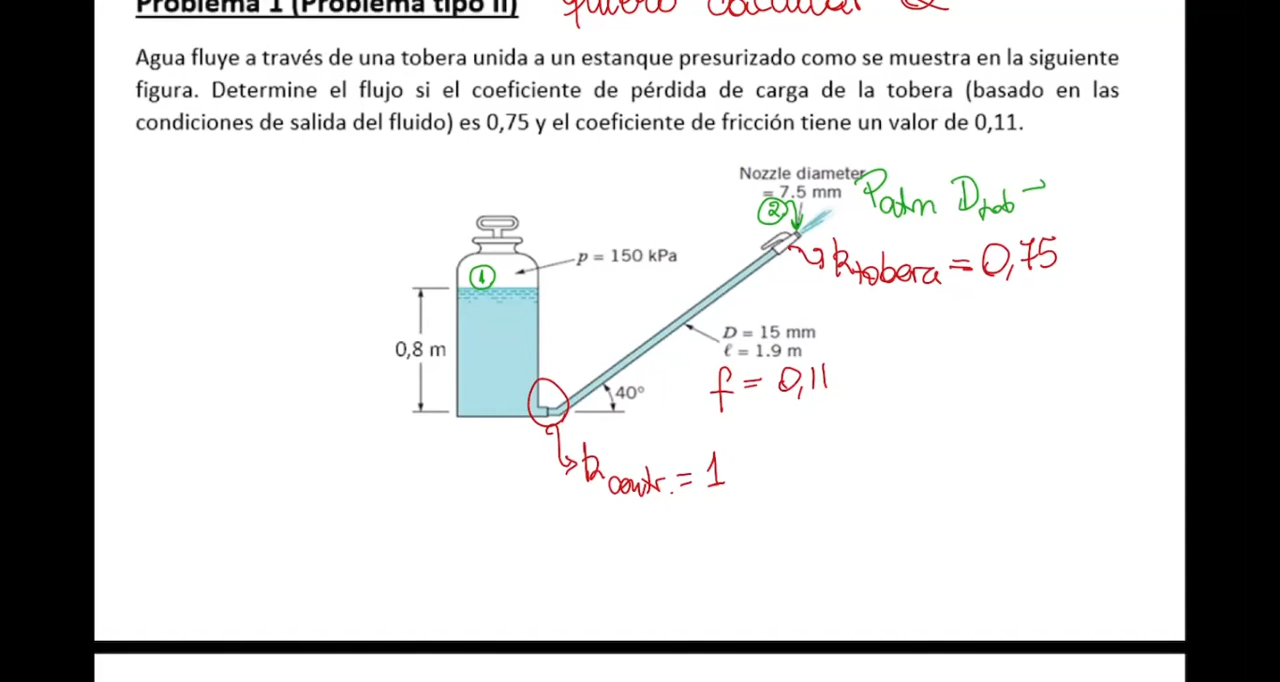 Problema 1 (Problema tipo II) quiero calcular Q
Agua fluye a través de una tobera unida a un estanque presurizado como se muestra en la siguiente
figura. Determine el flujo si el coeficiente de pérdida de carga de la tobera (basado en las
condiciones de salida del fluido) es 0,75 y el coeficiente de fricción tiene un valor de 0,11.
Nozzle diameter
= 7.5 mm
Patm Dtob
2
k tobera = 0,75
p = 150 kPa
1
0,8 m
D = 15 mm
ℓ = 1.9 m
f = 0,11
40°
k contr. = 1